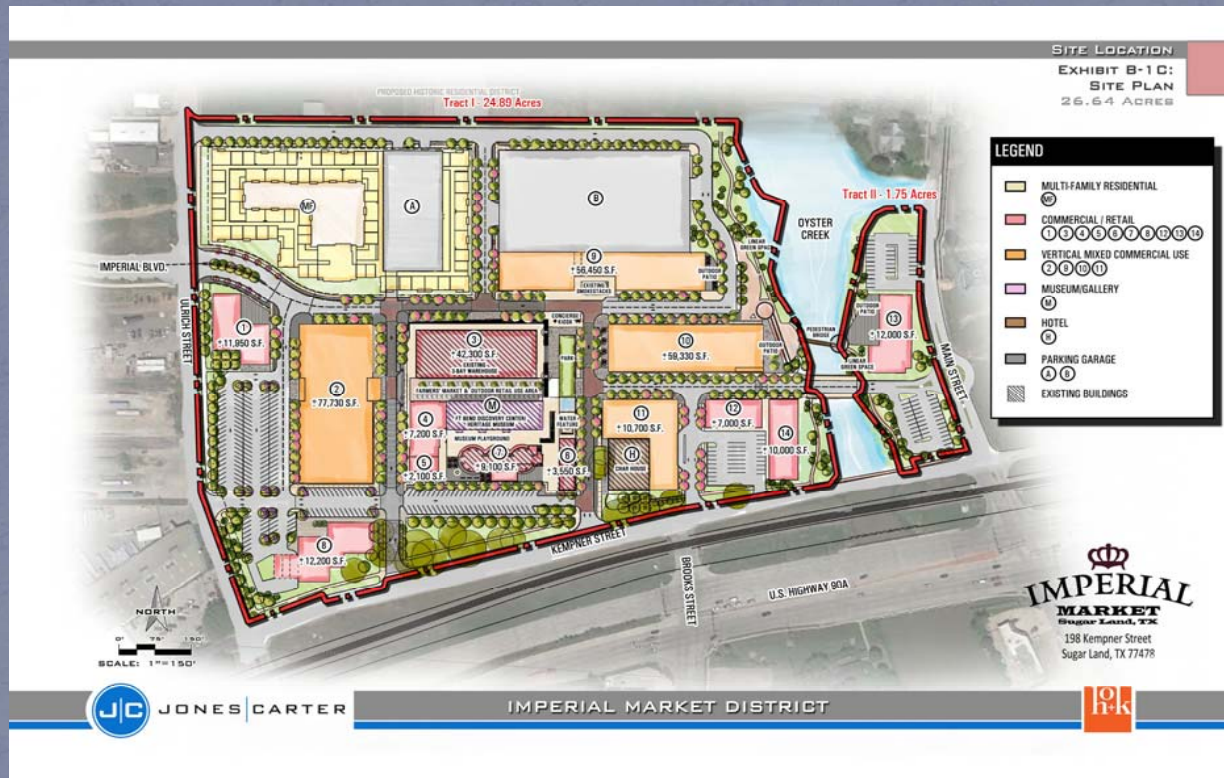 SITE LOCATION
EXHIBIT B-1C:
SITE PLAN
26.64 ACRES
PROPOSED HISTORIC RESIDENTIAL DISTRICT
Tract I - 24.89 Acres
LEGEND
MULTI-FAMILY RESIDENTIAL
MF
COMMERCIAL / RETAIL
1 3 4 5 6 7 8 12 13 14
VERTICAL MIXED COMMERCIAL USE
2 9 10 11
MUSEUM/GALLERY
M
HOTEL
H
PARKING GARAGE
A B
EXISTING BUILDINGS
Tract II - 1.75 Acres
MF
A
B
OYSTER
CREEK
LINEAR
GREEN SPACE
IMPERIAL BLVD.
ULRICH STREET
9
±56,450 S.F.
EXISTING
SMOKESTACKS
OUTDOOR
PATIO
1
±11,950 S.F.
CONCIERGE
KIOSK
3
±42,300 S.F.
EXISTING
3-BAY WAREHOUSE
PARK
10
±59,330 S.F.
OUTDOOR
PATIO
PEDESTRIAN
BRIDGE
OUTDOOR
PATIO
13
±12,000 S.F.
LINEAR
GREEN SPACE
MAIN STREET
2
±77,730 S.F.
FARMERS' MARKET & OUTDOOR RETAIL USE AREA
4
±7,200 S.F.
M
FT BEND DISCOVERY CENTER/
HERITAGE MUSEUM
MUSEUM PLAYGROUND
WATER
FEATURE
11
±10,700 S.F.
12
±7,000 S.F.
14
±10,000 S.F.
5
±2,100 S.F.
7
±9,100 S.F.
±3,550 S.F.
H
CHAR HOUSE
±12,200 S.F.
KEMPNER STREET
BROOKS STREET
U.S. HIGHWAY 90A
NORTH
0' 75' 150'
SCALE: 1"=150'
IMPERIAL
MARKET
Sugar Land, TX
198 Kempner Street
Sugar Land, TX 77478
J|C JONES|CARTER
IMPERIAL MARKET DISTRICT
hok